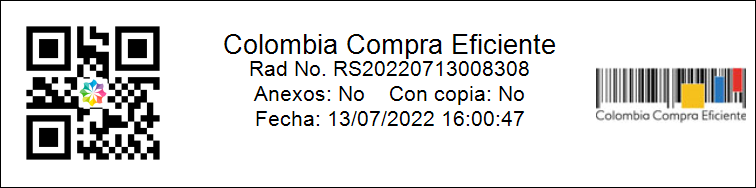 Colombia Compra Eficiente
Rad No. RS20220713008308
Anexos: No    Con copia: No
Fecha: 13/07/2022 16:00:47
Colombia Compra Eficiente